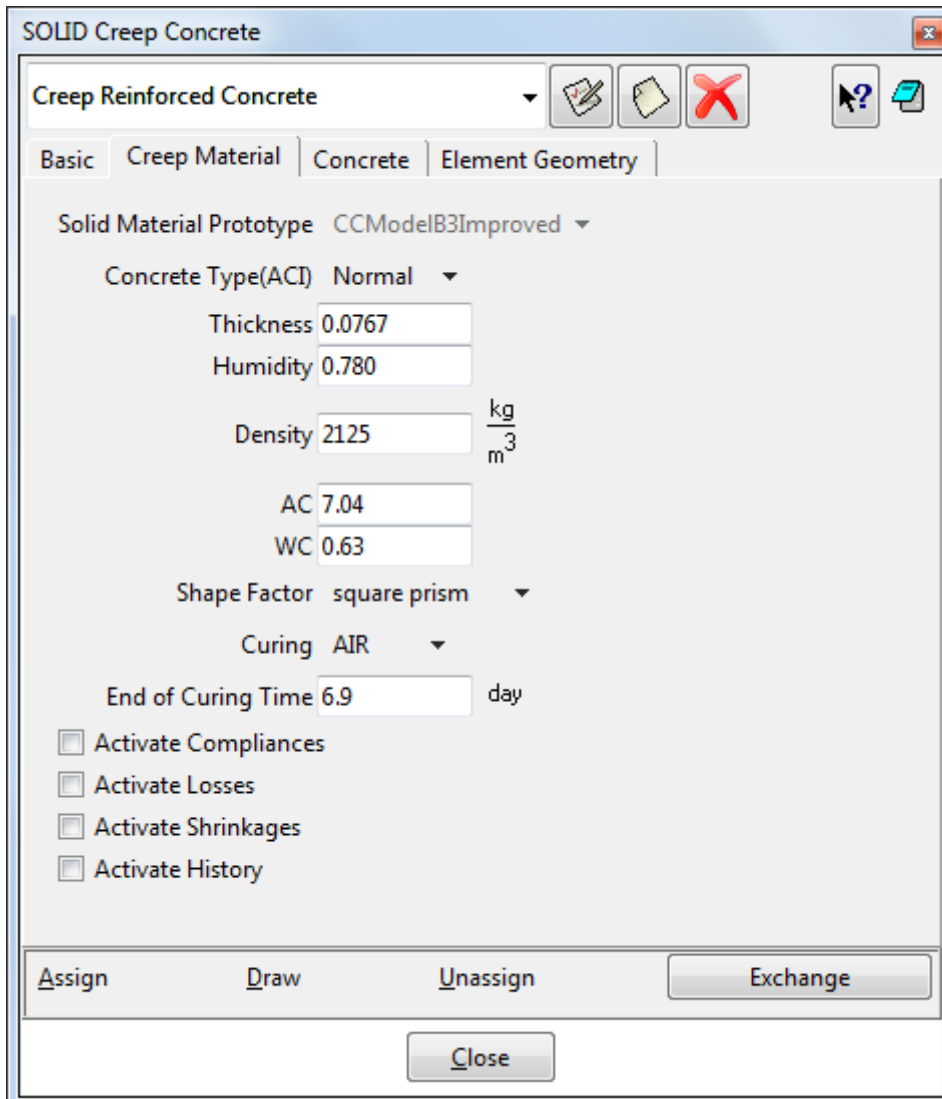 SOLID Creep Concrete
Creep Reinforced Concrete
?
Basic Creep Material Concrete Element Geometry
Solid Material Prototype CCModelB3Improved
Concrete Type(ACI) Normal
Thickness 0.0767
Humidity 0.780
Density 2125 kg/m³
AC 7.04
WC 0.63
Shape Factor square prism
Curing AIR
End of Curing Time 6.9 day
Activate Compliances
Activate Losses
Activate Shrinkages
Activate History
Assign Draw Unassign Exchange
Close